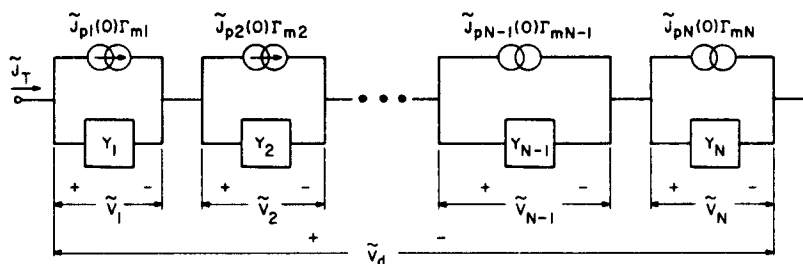 J̃p1(0)Γm1 J̃p2(0)Γm2 J̃pN-1(0)ΓmN-1 J̃pN(0)ΓmN
J̃T
Y1 Y2 YN-1 YN
+ - + - + - + -
Ṽ1 Ṽ2 ṼN-1 ṼN
+ -
Ṽd